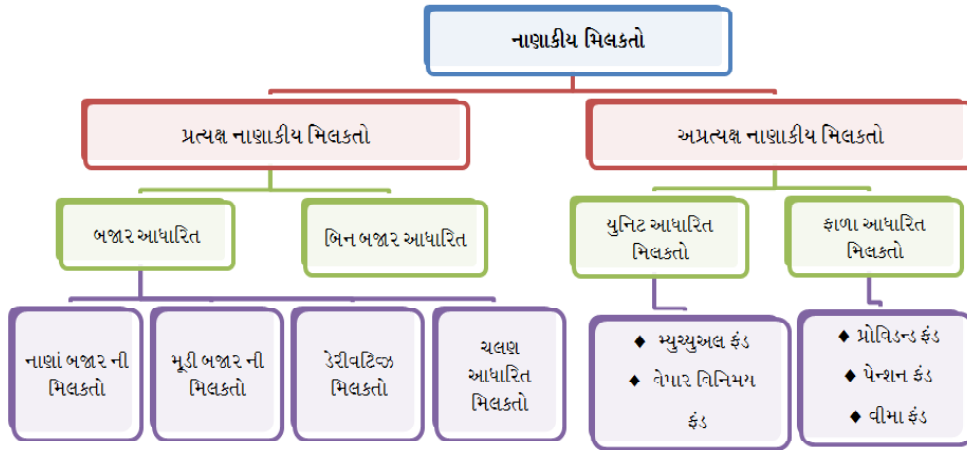 નાણાકીય મિલકતો
પ્રત્યક્ષ નાણાકીય મિલકતો
અપ્રત્યક્ષ નાણાકીય મિલકતો
બજાર આધારિત
બિન બજાર આધારિત
યુનિટ આધારિત
મિલકતો
ફાળા આધારિત
મિલકતો
નાણાં બજાર ની
મિલકતો
મૂડી બજાર ની
મિલકતો
ડેરીવટિવ્ઝ
મિલકતો
ચલણ
આધારિત
મિલકતો
◆ મ્યુચ્યુઅલ ફંડ
◆ વેપાર વિનિમય
ફંડ
◆ પ્રોવિડન્ડ ફંડ
◆ પેન્શન ફંડ
◆ વીમા ફંડ